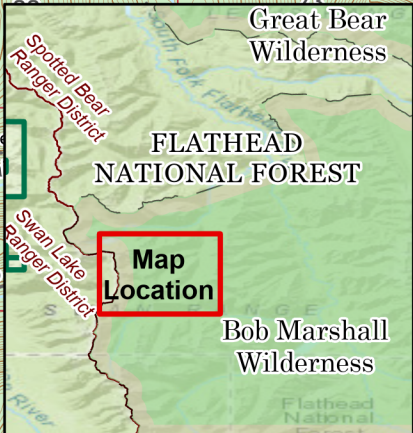 Great Bear
Wilderness
Spotted Bear
Ranger District
South Fork Flathead
FLATHEAD
NATIONAL FOREST
Swan Lake
Ranger District
Map
Location
S W A N R A N G E
Bob Marshall
Wilderness
Flathead
National
Forest
River